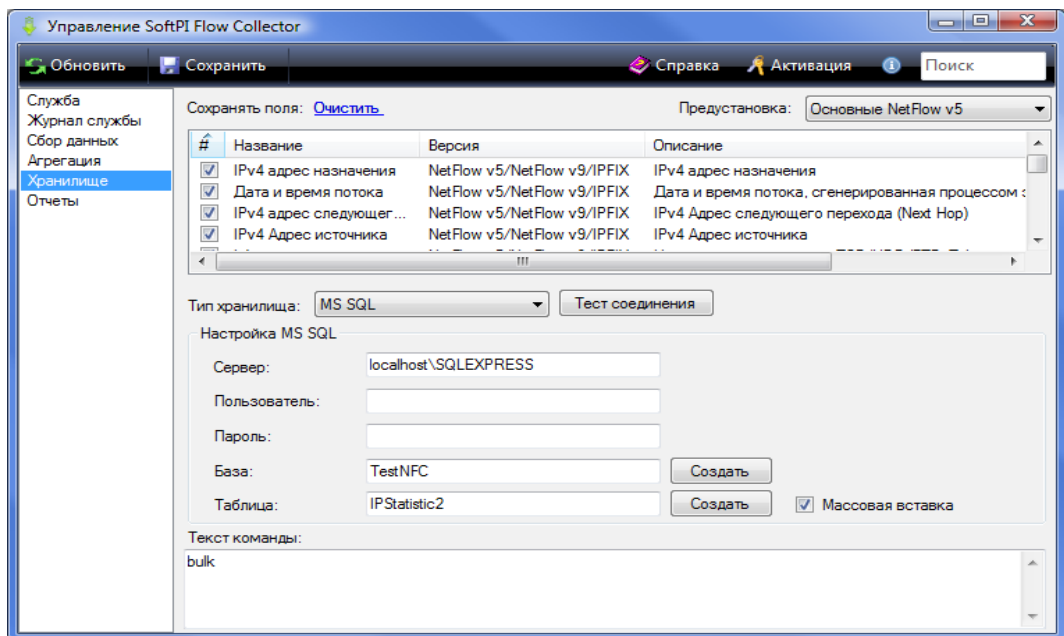 Управление SoftPI Flow Collector
Обновить Сохранить Справка Активация Поиск
Служба
Журнал службы
Сбор данных
Агрегация
Хранилище
Отчеты
Сохранять поля: Очистить Предустановка: Основные NetFlow v5
# Название Версия Описание
IPv4 адрес назначения NetFlow v5/NetFlow v9/IPFIX IPv4 адрес назначения
Дата и время потока NetFlow v5/NetFlow v9/IPFIX Дата и время потока, сгенерированная процессом
IPv4 адрес следующег... NetFlow v5/NetFlow v9/IPFIX IPv4 Адрес следующего перехода (Next Hop)
IPv4 Адрес источника NetFlow v5/NetFlow v9/IPFIX IPv4 Адрес источника
Тип хранилища: MS SQL Тест соединения
Настройка MS SQL
Сервер: localhost\SQLEXPRESS
Пользователь:
Пароль:
База: TestNFC Создать
Таблица: IPStatistic2 Создать Массовая вставка
Текст команды:
bulk